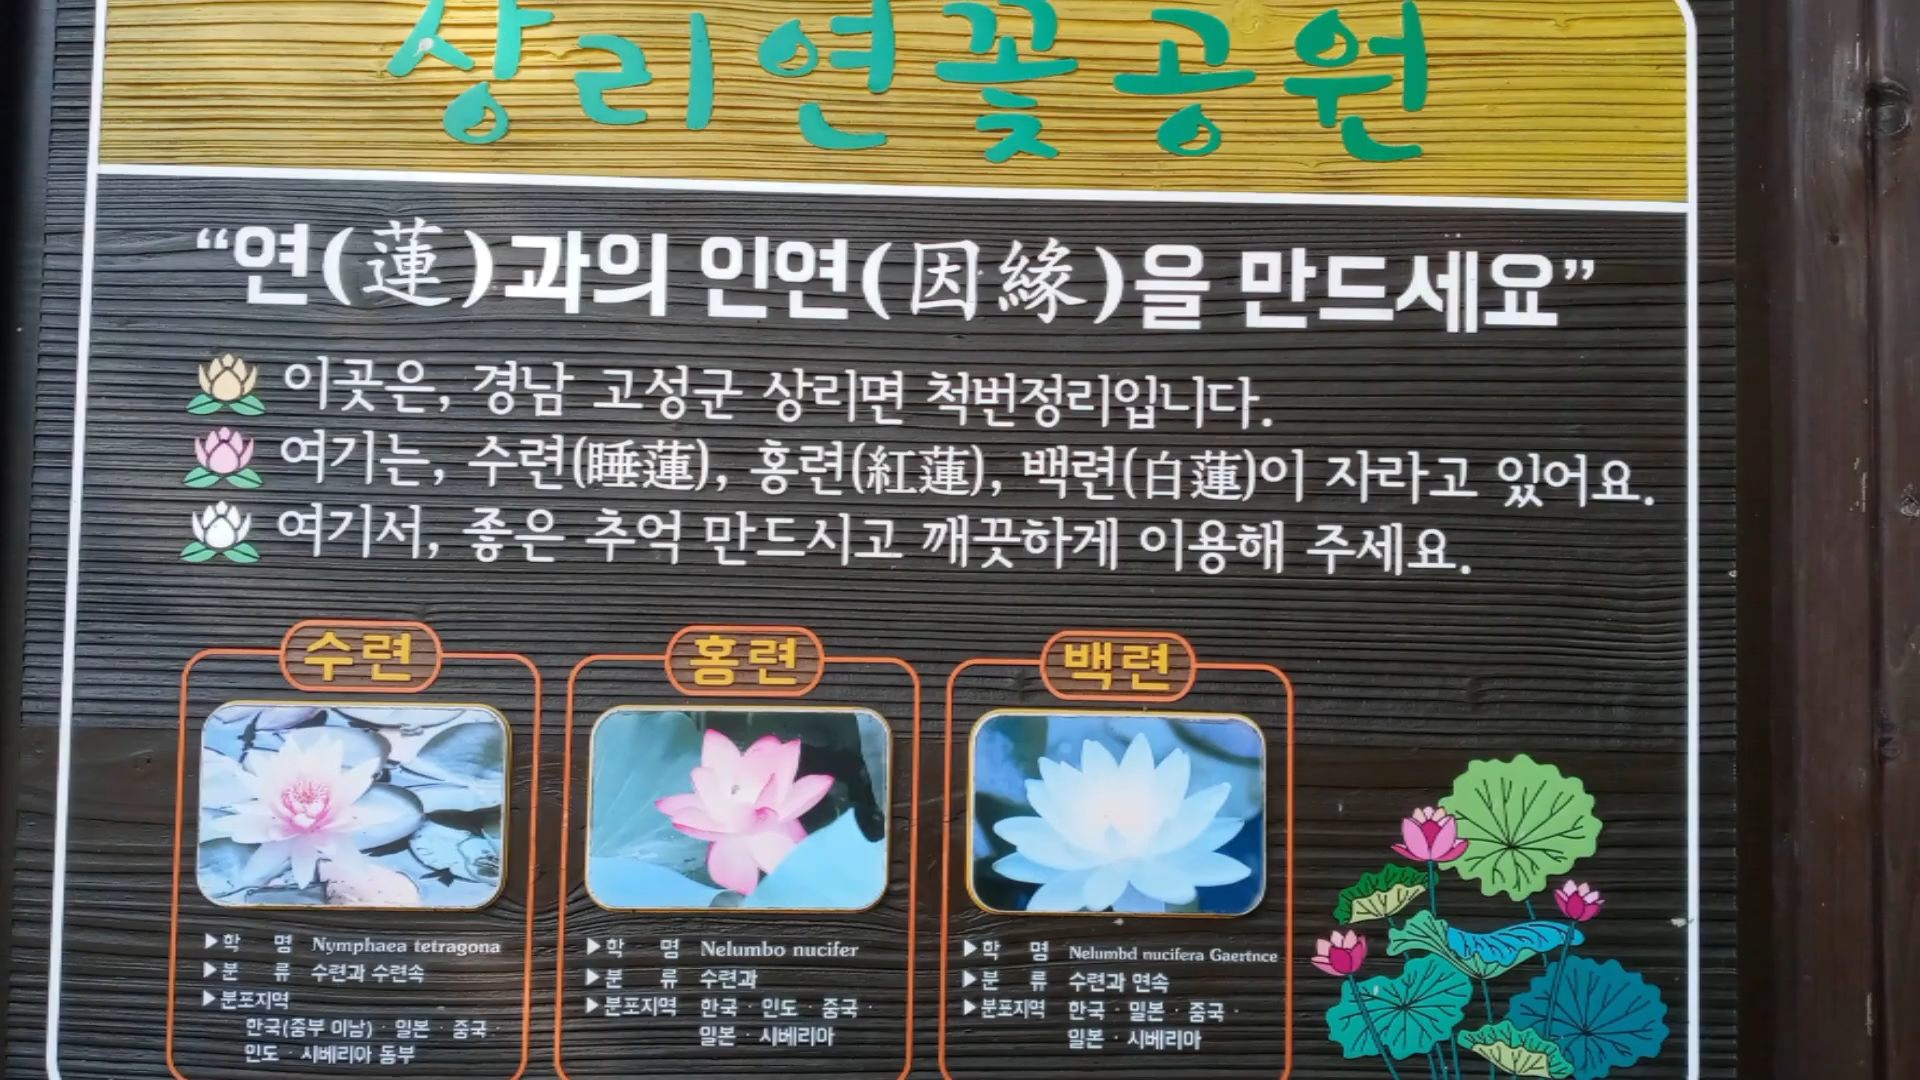 상리연꽃공원
“연(蓮)과의 인연(因緣)을 만드세요”
이곳은, 경남 고성군 상리면 척번정리입니다.
여기는, 수련(睡蓮), 홍련(紅蓮), 백련(白蓮)이 자라고 있어요.
여기서, 좋은 추억 만드시고 깨끗하게 이용해 주세요.
수련
▶학 명 Nymphaea tetragona
▶분 류 수련과 수련속
▶분포지역
한국(중부 이남) · 일본 · 중국 ·
인도 · 시베리아 동부
홍련
▶학 명 Nelumbo nucifer
▶분 류 수련과
▶분포지역 한국 · 인도 · 중국 ·
일본 · 시베리아
백련
▶학 명 Nelumbd nucifera Gaertnce
▶분 류 수련과 연속
▶분포지역 한국 · 일본 · 중국 ·
일본 · 시베리아